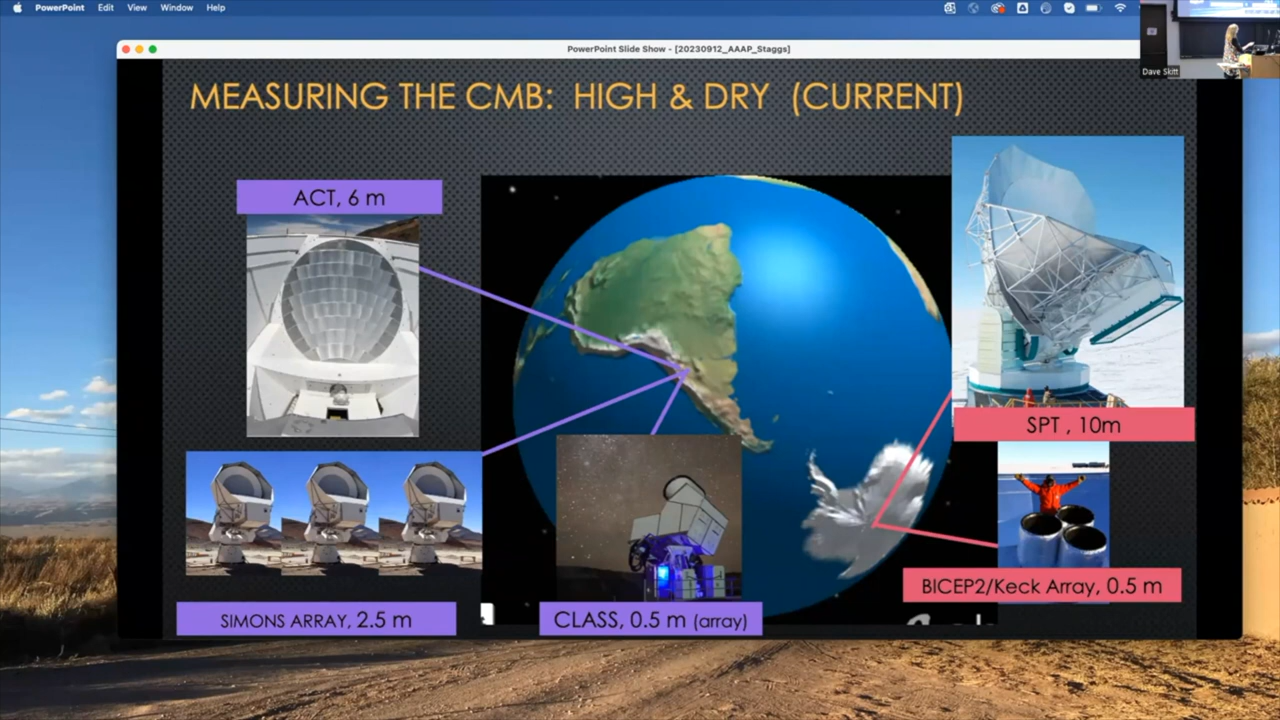 PowerPoint Edit View Window Help
PowerPoint Slide Show - [20230912_AAAP_Staggs]
Dave Skitt
MEASURING THE CMB: HIGH & DRY (CURRENT)
ACT, 6 m
SPT , 10m
BICEP2/Keck Array, 0.5 m
SIMONS ARRAY, 2.5 m
CLASS, 0.5 m (array)